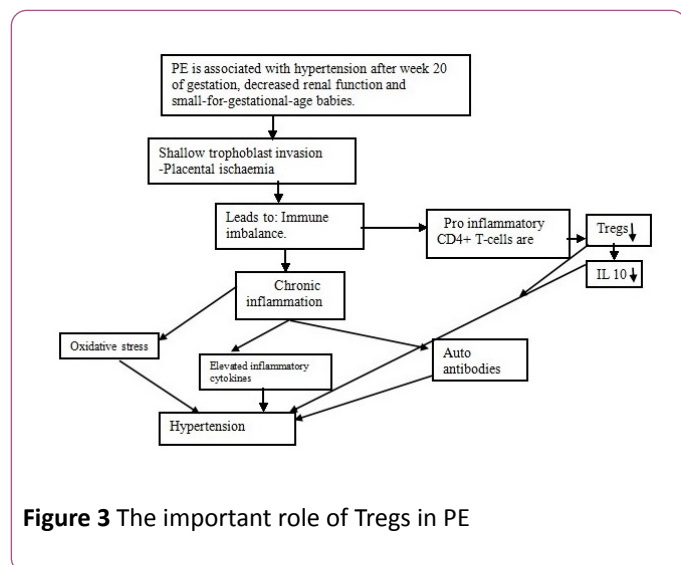 PE is associated with hypertension after week 20
of gestation, decreased renal function and
small-for-gestational-age babies.
Shallow trophoblast invasion
-Placental ischaemia
Leads to: Immune
imbalance.
Pro inflammatory
CD4+ T-cells are
Tregs↓
IL 10↓
Chronic
inflammation
Oxidative stress
Elevated inflammatory
cytokines
Auto
antibodies
Hypertension
Figure 3 The important role of Tregs in PE